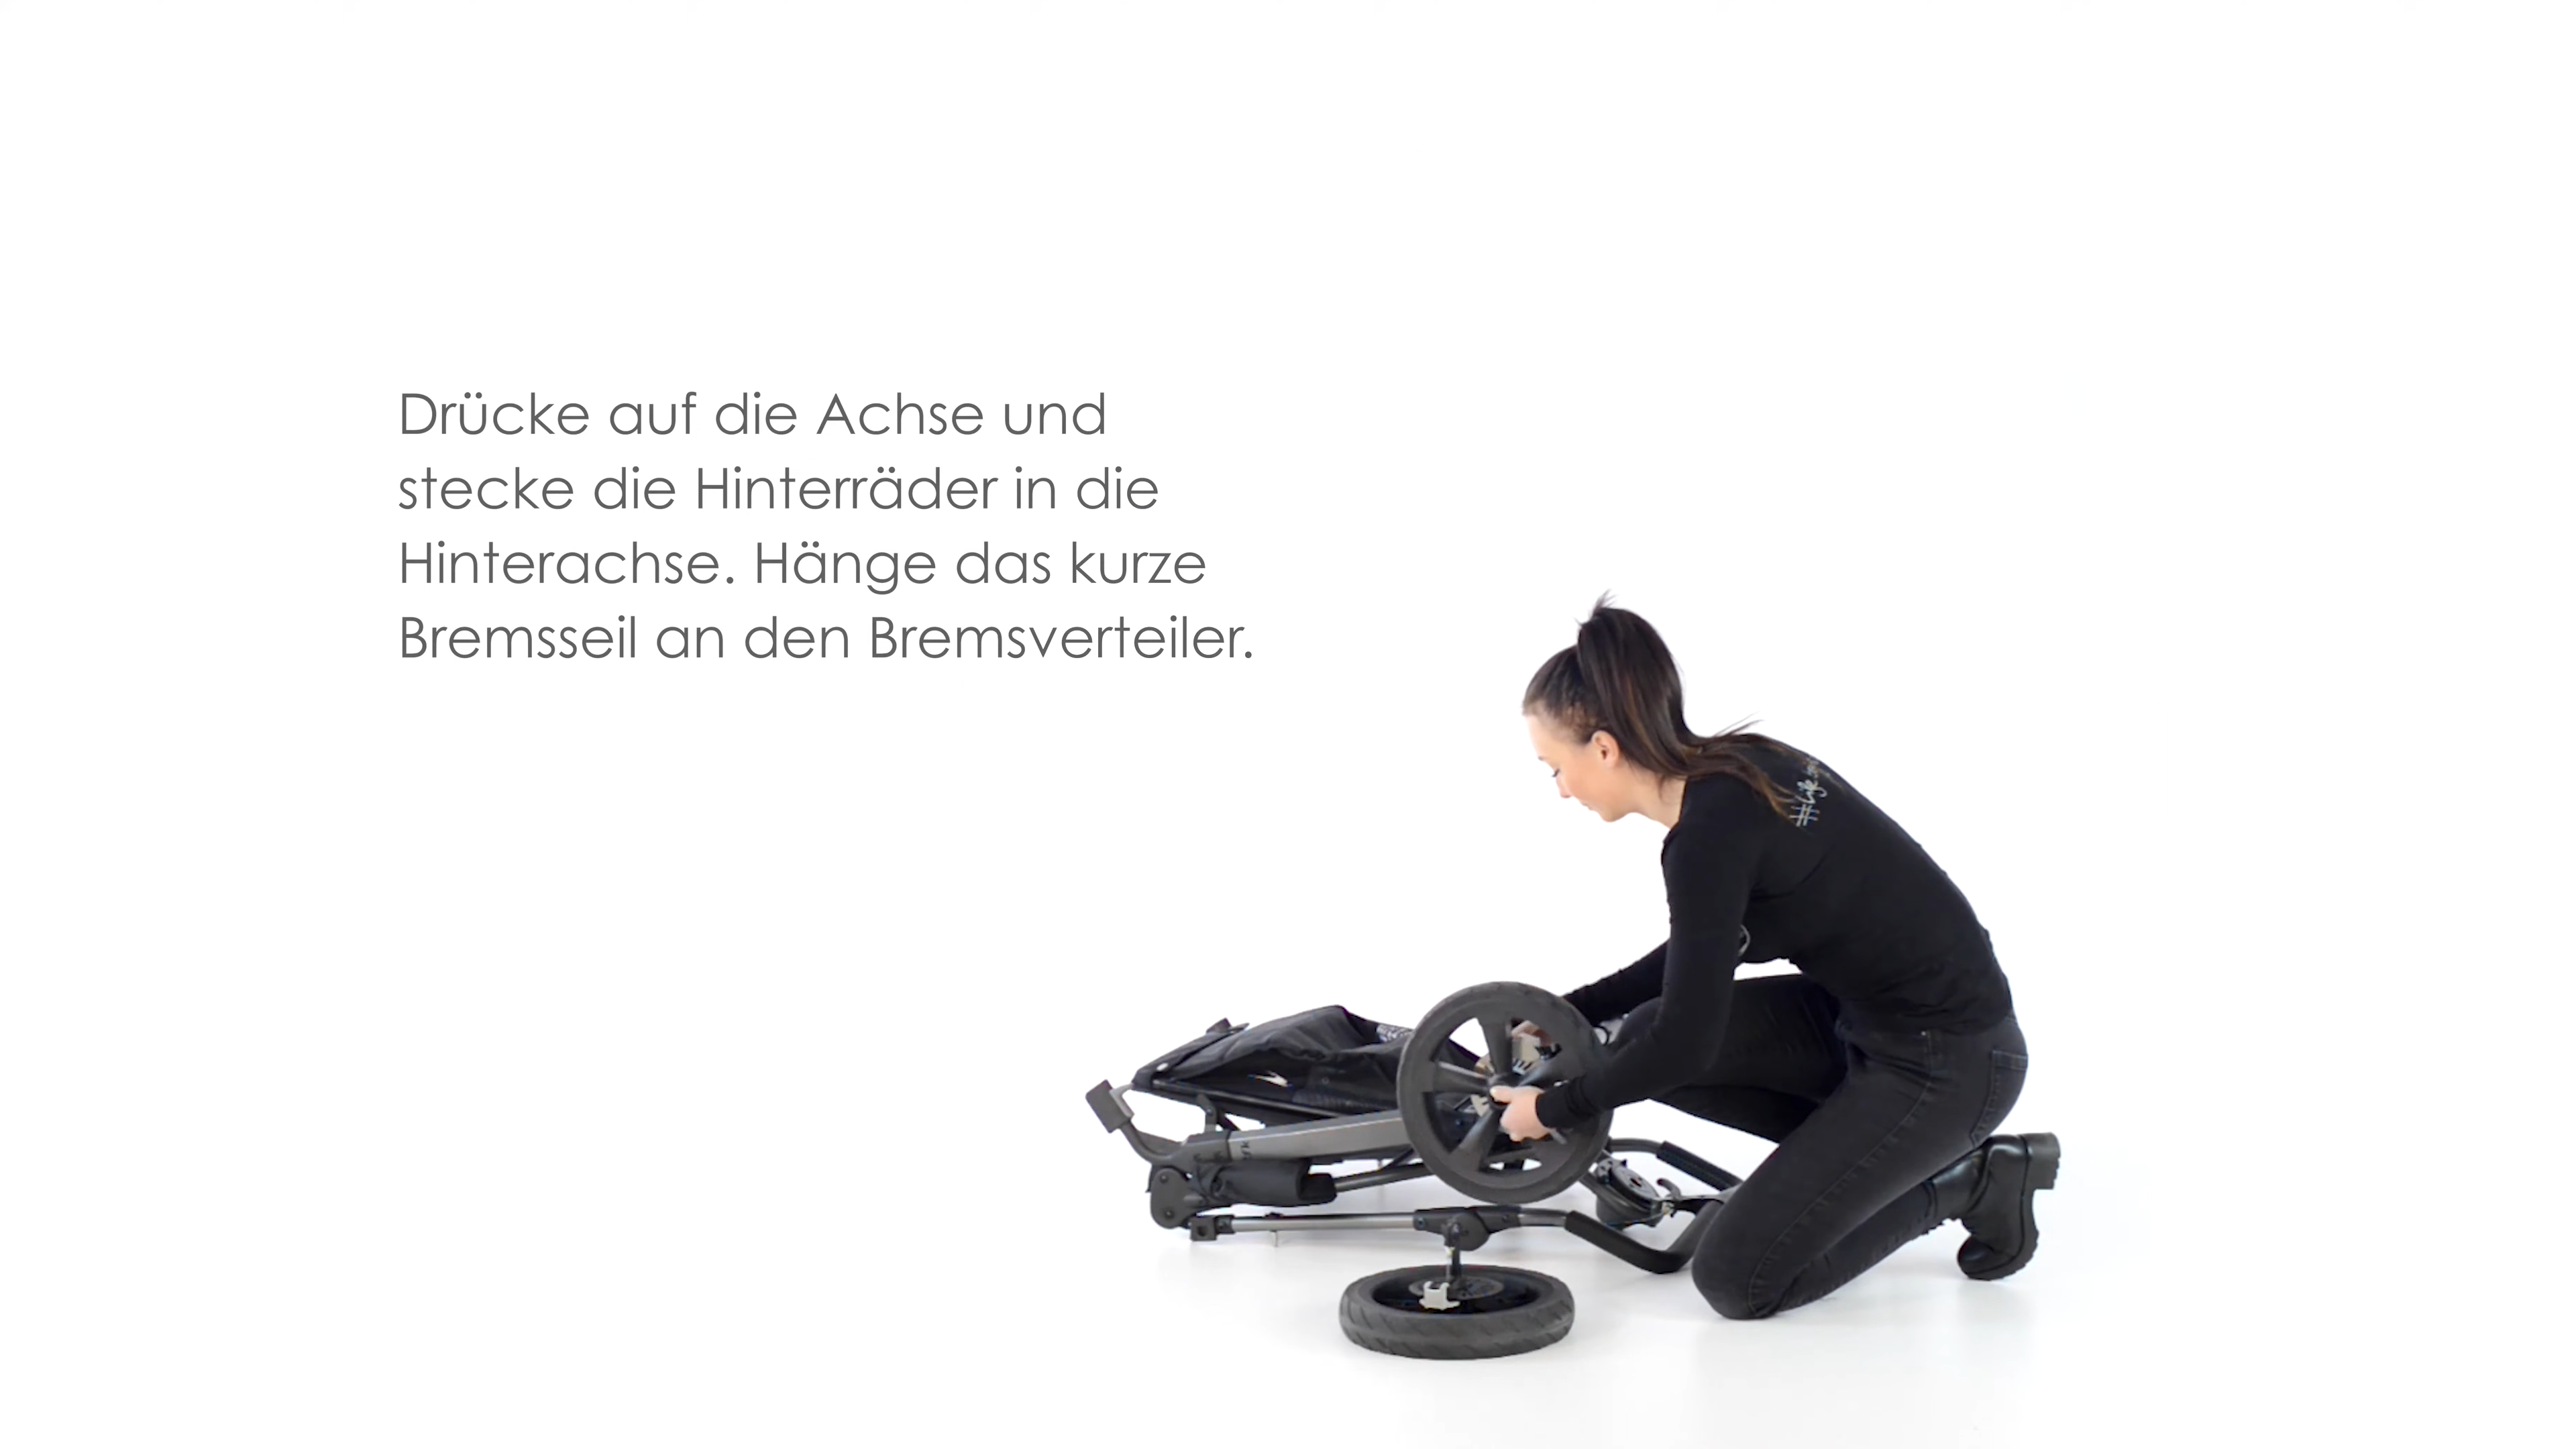 Drücke auf die Achse und
stecke die Hinterräder in die
Hinterachse. Hänge das kurze
Bremsseil an den Bremsverteiler.